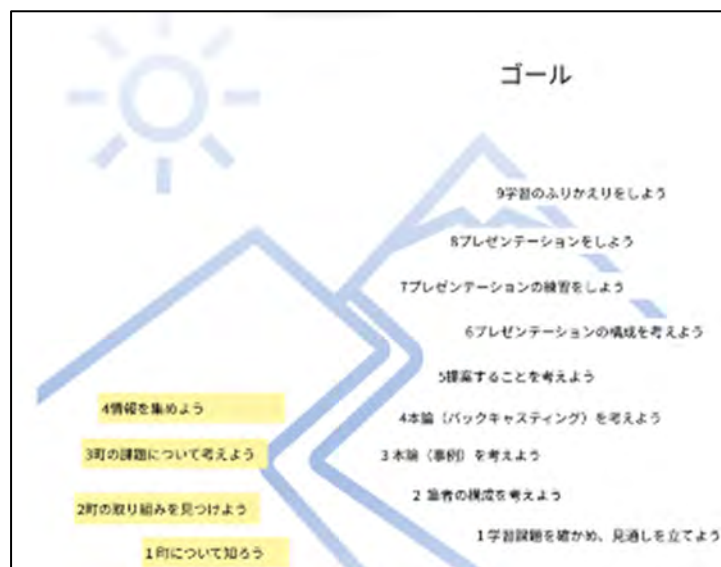 ゴール
9学習のふりかえりをしよう
8プレゼンテーションをしよう
7プレゼンテーションの練習をしよう
6プレゼンテーションの構成を考えよう
5提案することを考えよう
4本論（バックキャスティング）を考えよう
3本論（事例）を考えよう
2 筆者の構成を考えよう
1学習課題を確かめ、見通しを立てよう
4情報を集めよう
3町の課題について考えよう
2町の取り組みを見つけよう
1町について知ろう